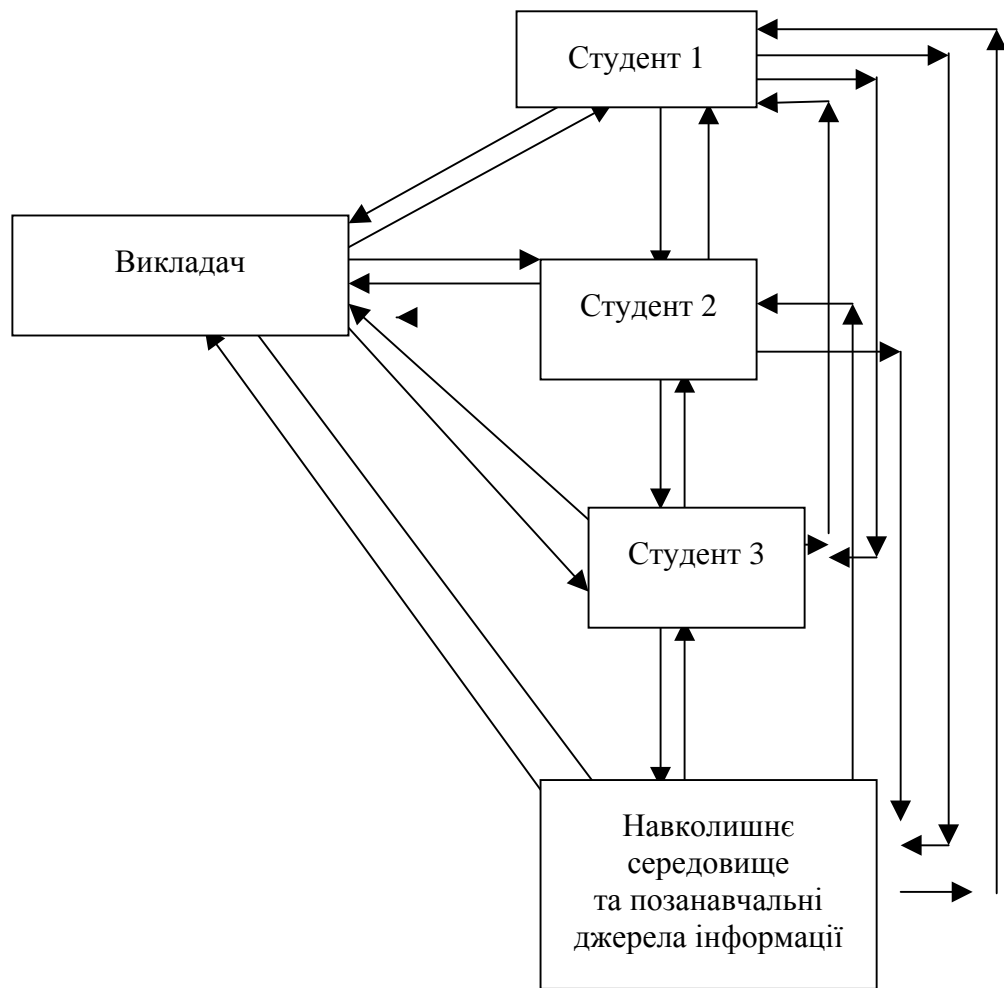 Студент 1
Викладач
Студент 2
Студент 3
Навколишнє
середовище
та позанавчальні
джерела інформації